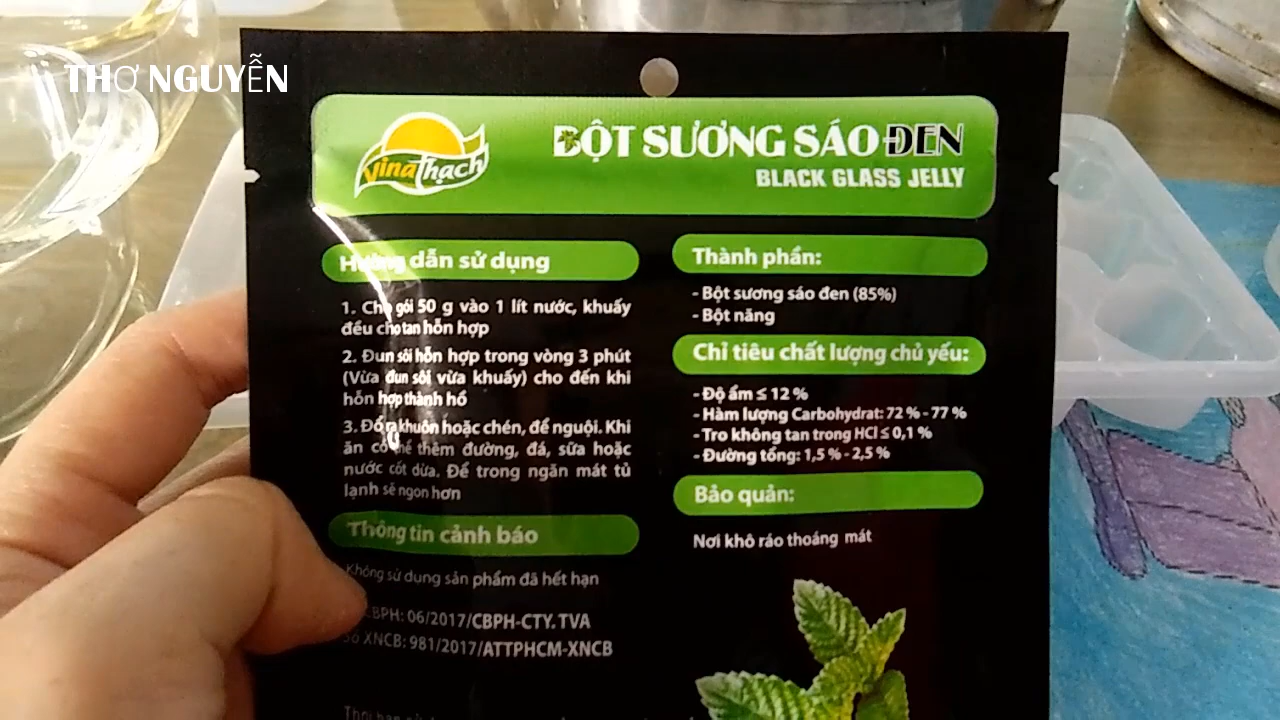 THƠ NGUYỄN
Vina Thạch
BỘT SƯƠNG SÁO ĐEN
BLACK GLASS JELLY
Hướng dẫn sử dụng
1. Cho gói 50 g vào 1 lít nước, khuấy
đều cho tan hỗn hợp
2. Đun sôi hỗn hợp trong vòng 3 phút
(Vừa đun sôi vừa khuấy) cho đến khi
hỗn hợp thành hồ
3. Đổ ra khuôn hoặc chén, để nguội. Khi
ăn có thể thêm đường, đá, sữa hoặc
nước cốt dừa. Để trong ngăn mát tủ
lạnh sẽ ngon hơn
Thông tin cảnh báo
Không sử dụng sản phẩm đã hết hạn
CBPH: 06/2017/CBPH-CTY.TVA
Số XNCB: 981/2017/ATTPHCM-XNCB
Thành phần:
- Bột sương sáo đen (85%)
- Bột năng
Chỉ tiêu chất lượng chủ yếu:
- Độ ẩm ≤ 12 %
- Hàm lượng Carbohydrat: 72 % - 77 %
- Tro không tan trong HCl ≤ 0,1 %
- Đường tổng: 1,5 % - 2,5 %
Bảo quản:
Nơi khô ráo thoáng mát